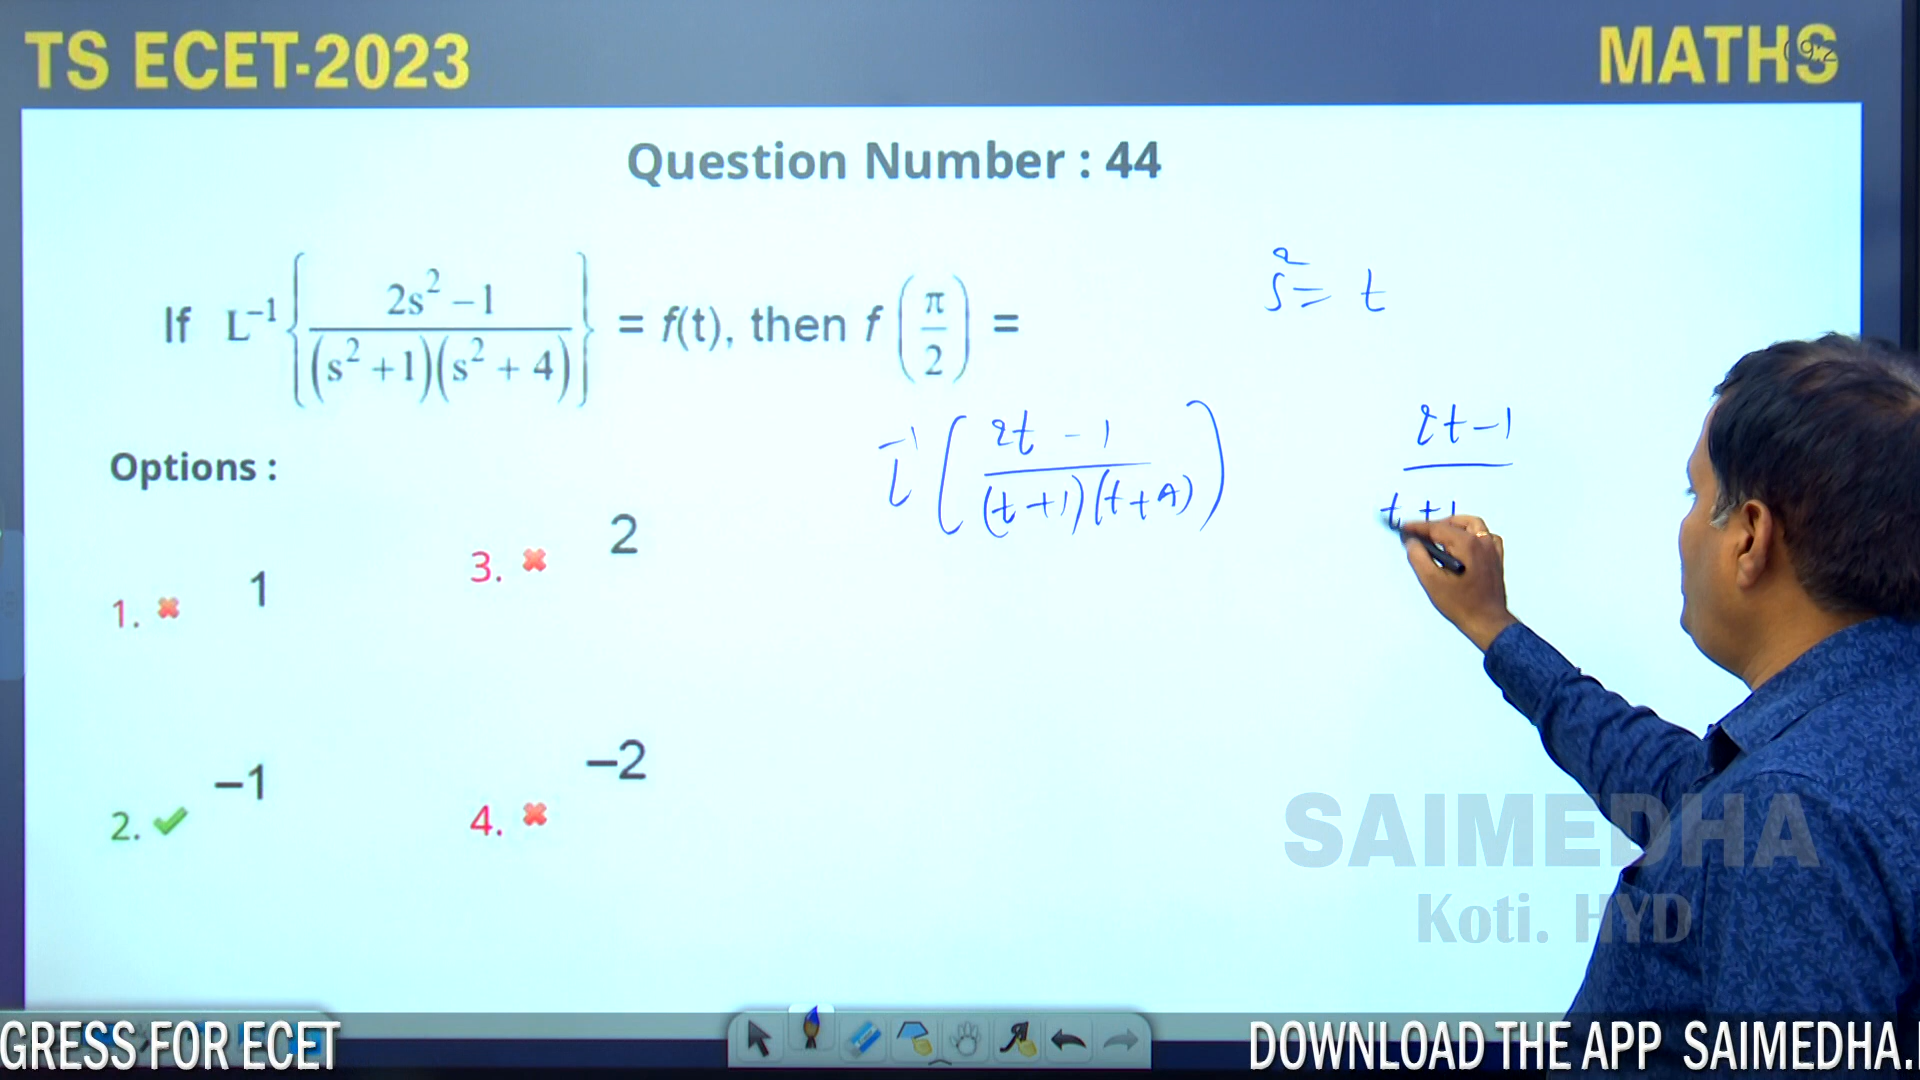 TS ECET-2023
MATHS
Question Number : 44
If L⁻¹{(2s² −1)/((s² +1)(s² + 4))} = f(t), then f(π/2) =
s² = t
L⁻¹((2t − 1)/((t+1)(t+4)))
2t−1
t+1
Options :
1. ✖ 1
3. ✖ 2
2. ✔ −1
4. ✖ −2
SAIMEDHA
Koti. HYD
GRESS FOR ECET
DOWNLOAD THE APP SAIMEDHA.